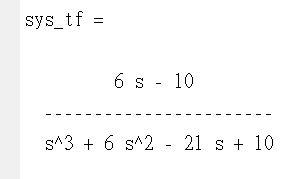 sys_tf =
6 s - 10
-----------------------
s^3 + 6 s^2 - 21 s + 10